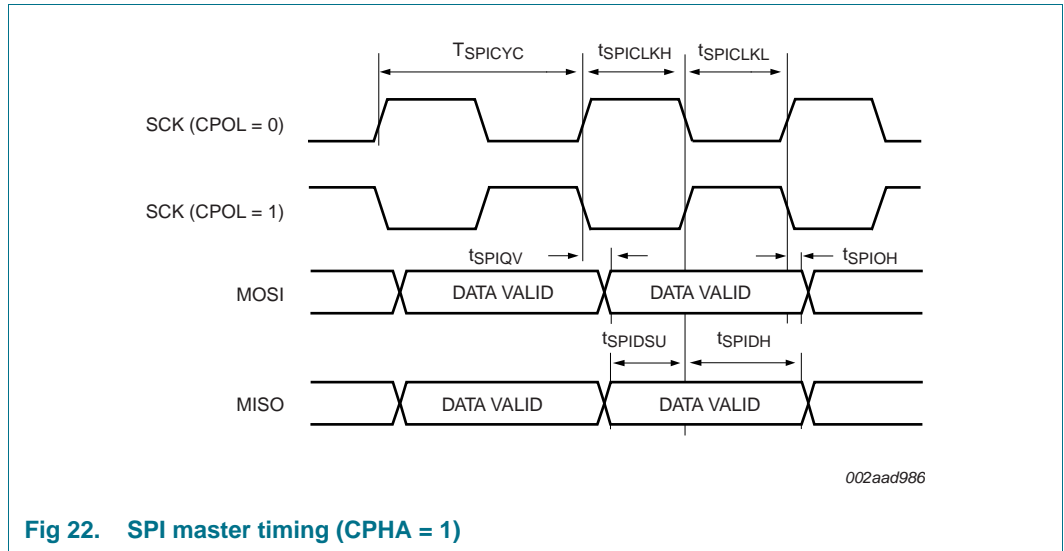 TSPICYC tSPICLKH tSPICLKL
SCK (CPOL = 0)
SCK (CPOL = 1)
tSPIQV tSPIOH
MOSI DATA VALID DATA VALID
tSPIDSU tSPIDH
MISO DATA VALID DATA VALID
002aad986
Fig 22. SPI master timing (CPHA = 1)